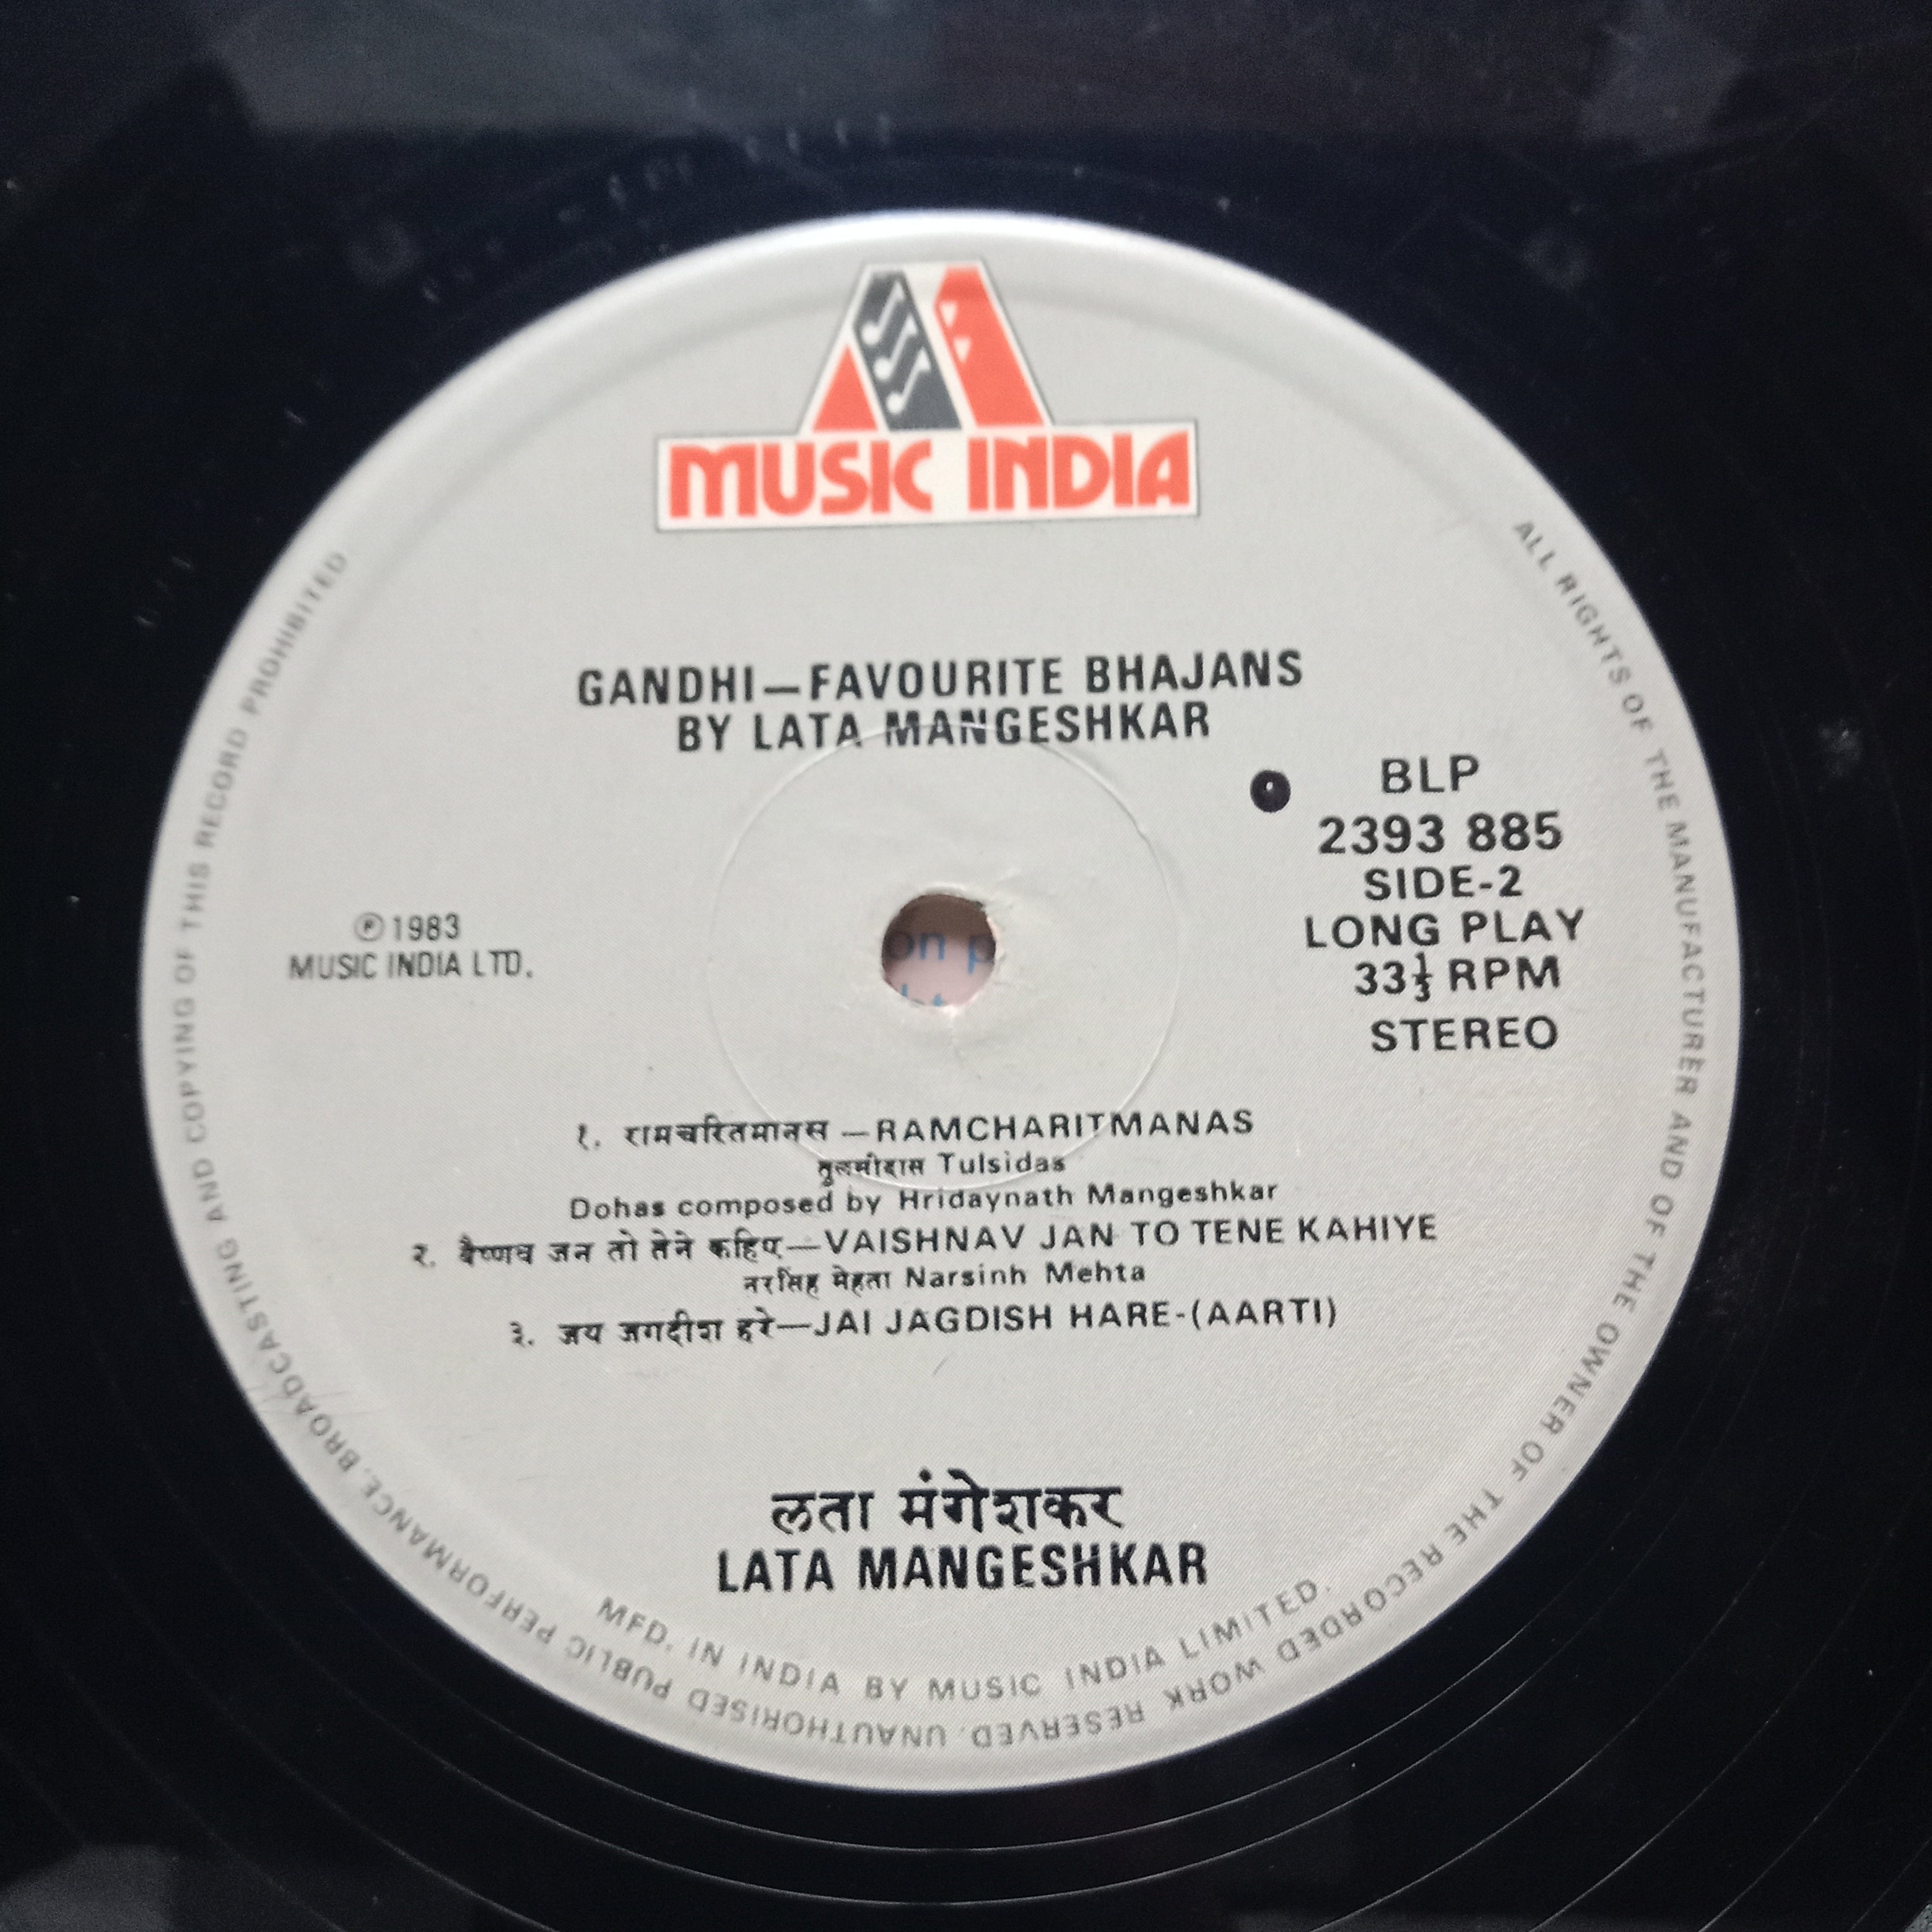 MUSIC INDIA
GANDHI—FAVOURITE BHAJANS
BY LATA MANGESHKAR
BLP
2393 885
SIDE-2
LONG PLAY
33⅓ RPM
STEREO
℗ 1983
MUSIC INDIA LTD.
१. रामचरितमानस —RAMCHARITMANAS
तुलसीदास Tulsidas
Dohas composed by Hridaynath Mangeshkar
२. वैष्णव जन तो तेने कहिए—VAISHNAV JAN TO TENE KAHIYE
नरसिंह मेहता Narsinh Mehta
३. जय जगदीश हरे—JAI JAGDISH HARE-(AARTI)
लता मंगेशकर
LATA MANGESHKAR
MFD. IN INDIA BY MUSIC INDIA LIMITED.
ALL RIGHTS OF THE MANUFACTURER AND OF THE OWNER OF THE RECORDED WORK RESERVED. UNAUTHORISED PUBLIC PERFORMANCE, BROADCASTING AND COPYING OF THIS RECORD PROHIBITED
on